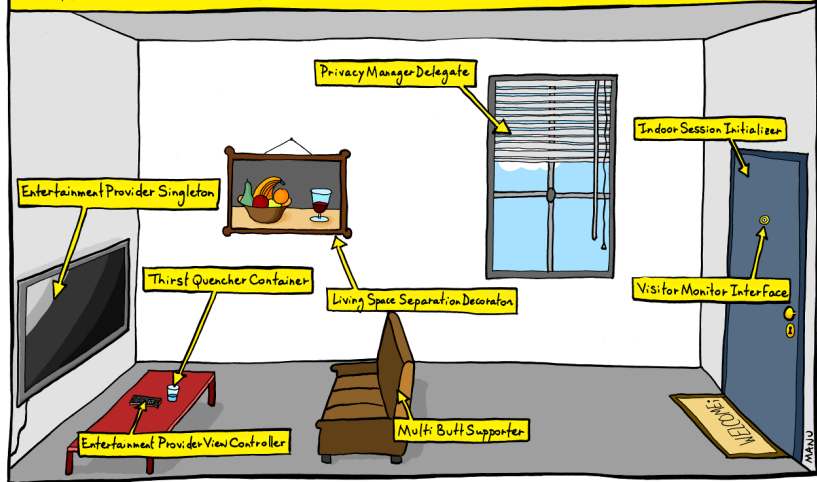 Privacy Manager Delegate
Indoor Session Initializer
Entertainment Provider Singleton
Thirst Quencher Container
Living Space Separation Decorator
Visitor Monitor Interface
Multi Butt Supporter
Entertainment Provider View Controller
WELCOME;
MANU